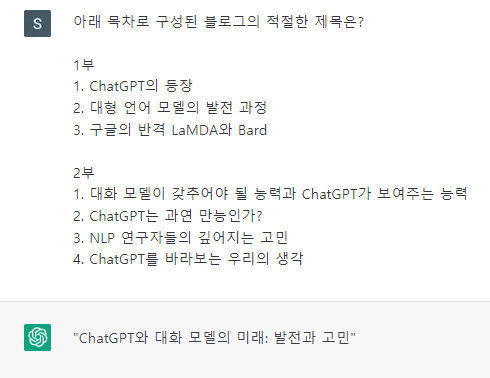 S
아래 목차로 구성된 블로그의 적절한 제목은?
1부
1. ChatGPT의 등장
2. 대형 언어 모델의 발전 과정
3. 구글의 반격 LaMDA와 Bard
2부
1. 대화 모델이 갖추어야 될 능력과 ChatGPT가 보여주는 능력
2. ChatGPT는 과연 만능인가?
3. NLP 연구자들의 깊어지는 고민
4. ChatGPT를 바라보는 우리의 생각
"ChatGPT와 대화 모델의 미래: 발전과 고민"